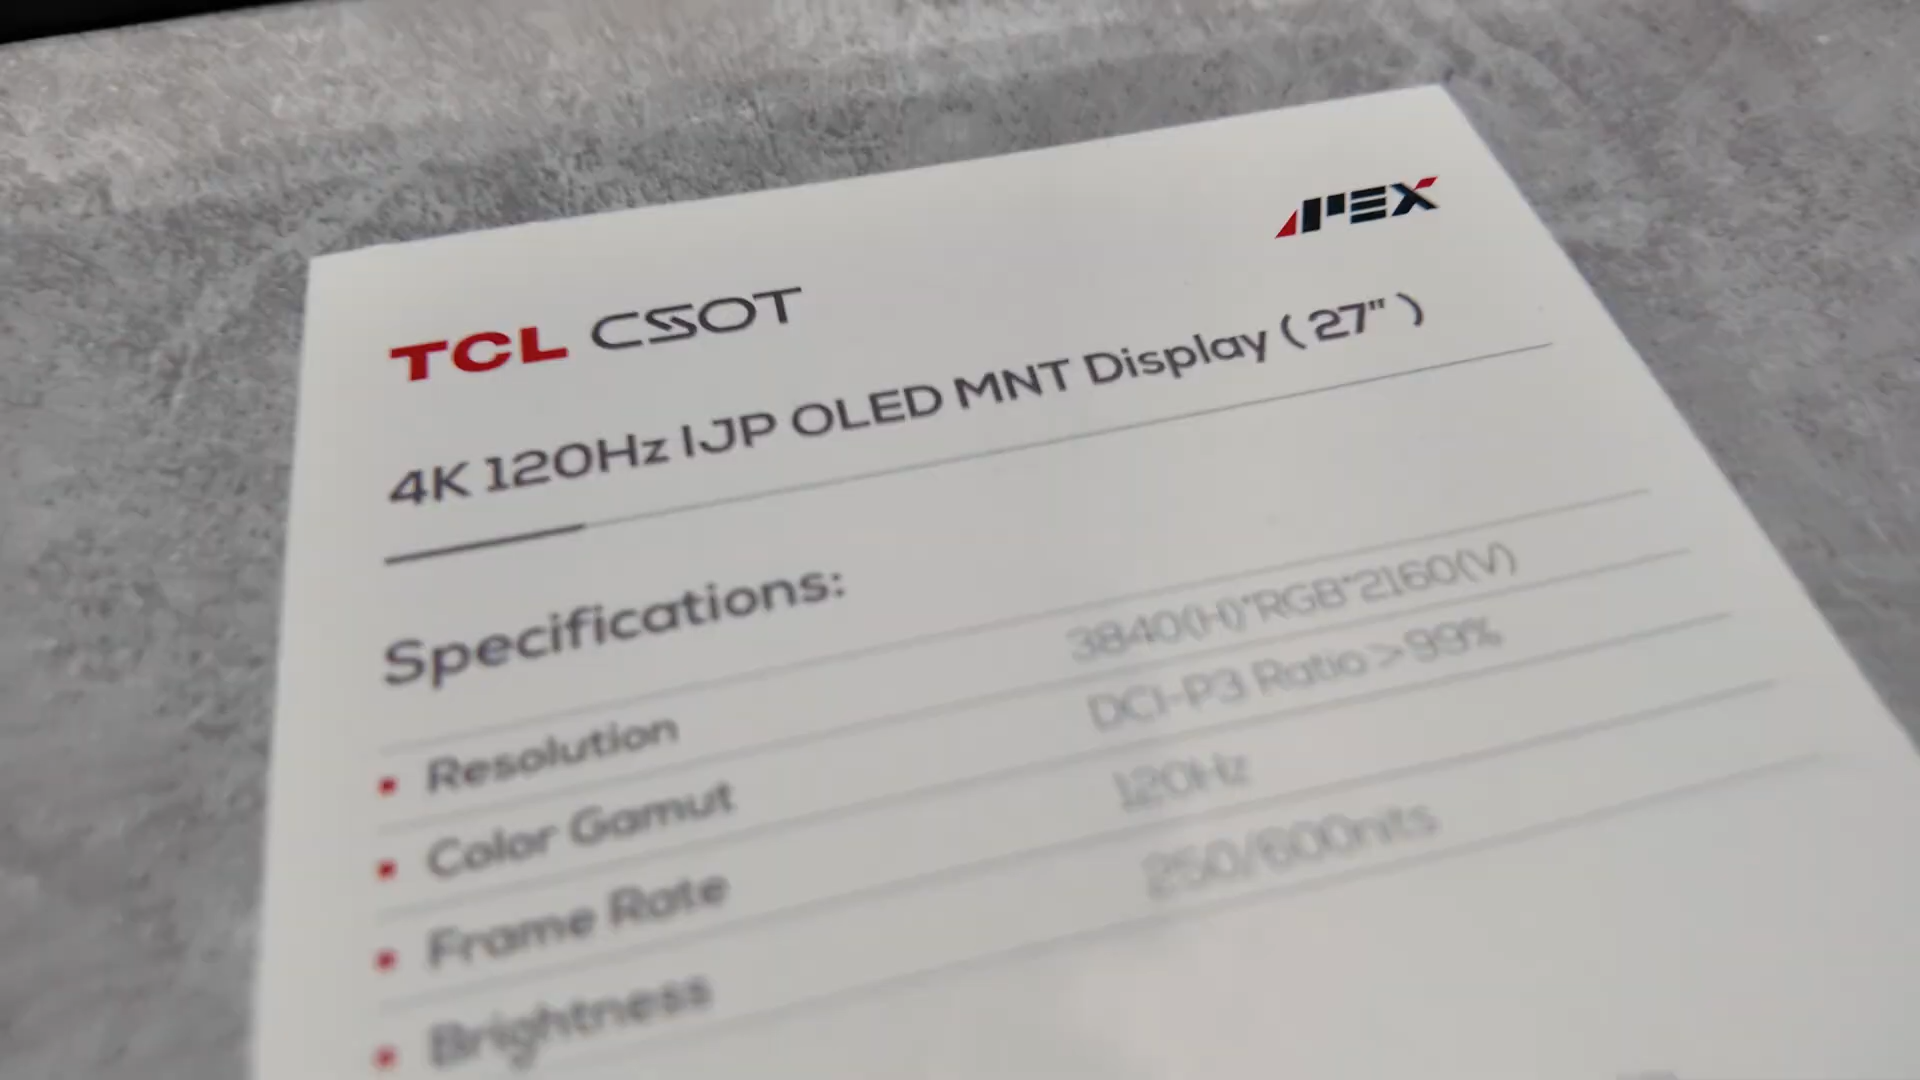 APEX
TCL CSOT
4K 120Hz IJP OLED MNT Display ( 27" )
Specifications:
Resolution 3840(H)*RGB*2160(V)
Color Gamut DCI-P3 Ratio > 99%
Frame Rate 120Hz
Brightness 250/600nits